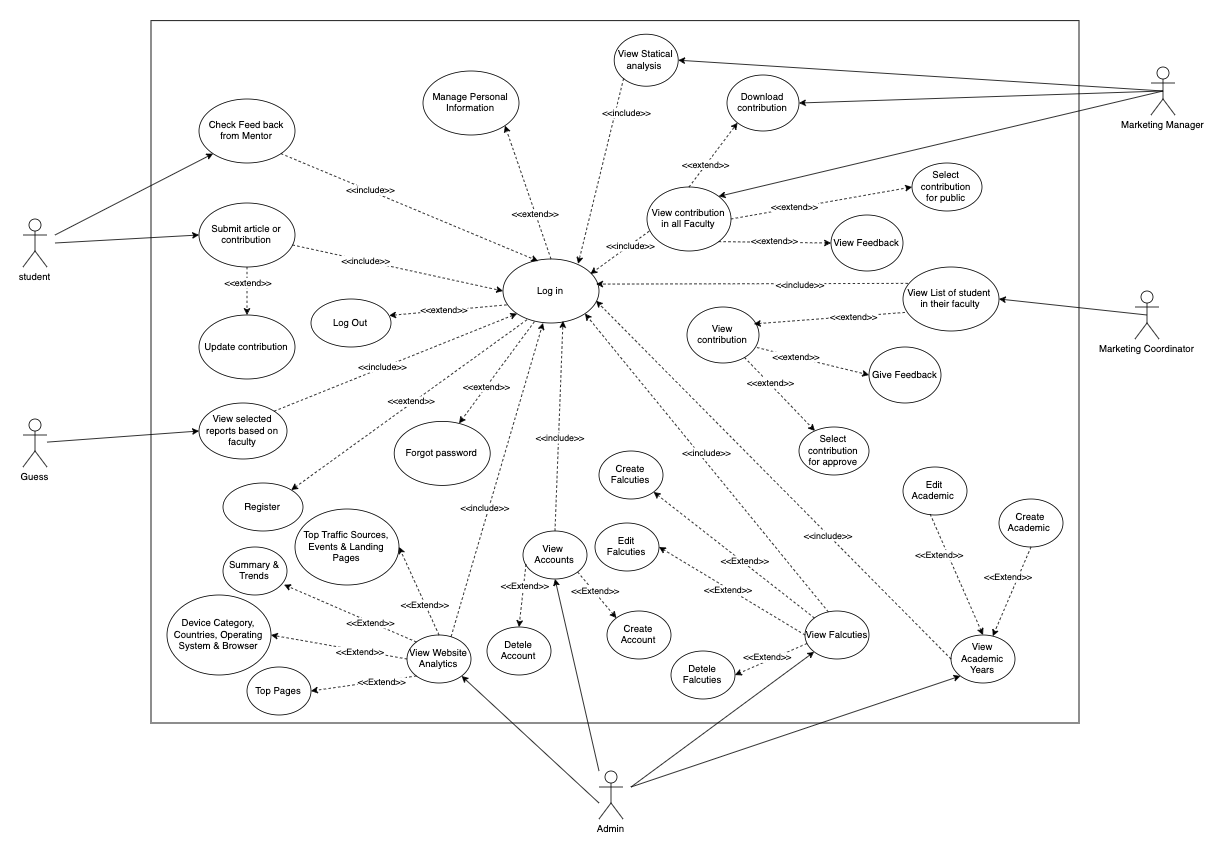 View Statical
analysis
Manage Personal
Information
Download
contribution
Marketing Manager
<<include>>
Check Feed back
from Mentor
<<extend>>
Select
contribution
for public
<<include>>
View contribution
in all Faculty
<<extend>>
<<extend>>
Submit article or
contribution
<<include>>
<<extend>>
View Feedback
student
<<include>>
<<extend>>
Log in
<<include>>
View List of student
in their faculty
Log Out
<<extend>>
<<extend>>
View
contribution
Update contribution
Marketing Coordinator
<<include>>
<<extend>>
Give Feedback
<<extend>>
<<extend>>
<<extend>>
View selected
reports based on
faculty
<<include>>
Select
contribution
for approve
Forgot password
<<include>>
Guess
Create
Falcuties
Edit
Academic
Register
<<include>>
Create
Academic
Top Traffic Sources,
Events & Landing
Pages
Edit
Falcuties
<<include>>
View
Accounts
<<Extend>>
<<Extend>>
Summary &
Trends
<<Extend>>
<<Extend>>
<<Extend>>
<<Extend>>
<<Extend>>
<<Extend>>
Device Category,
Countries, Operating
System & Browser
Create
Account
View Falcuties
Detele
Account
<<Extend>>
View Website
Analytics
<<Extend>>
View
Academic
Years
Detele
Falcuties
<<Extend>>
Top Pages
Admin